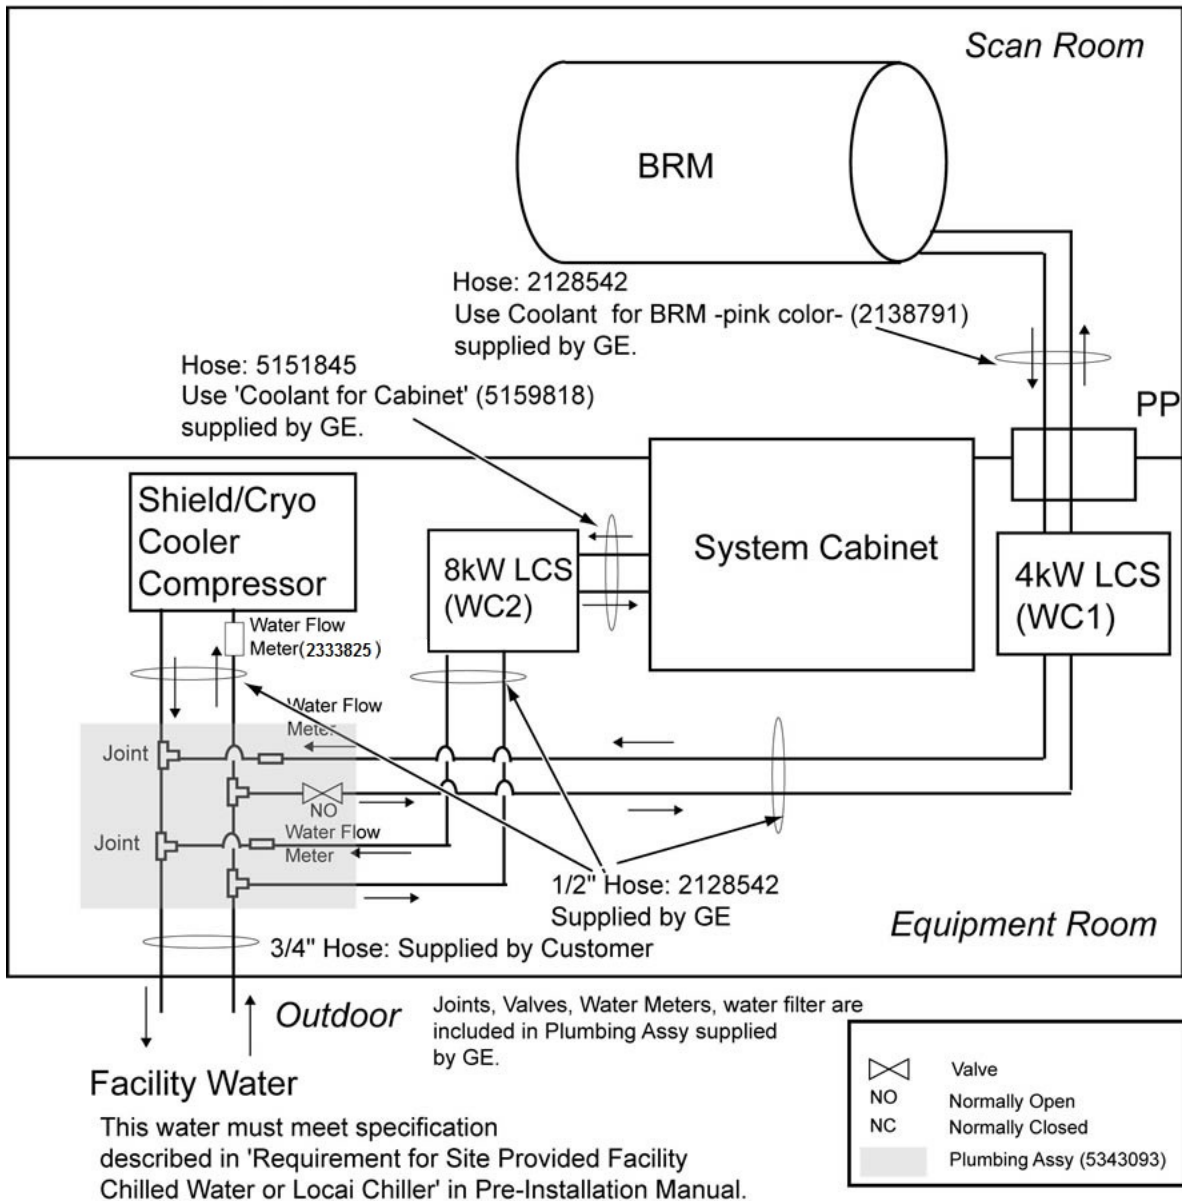 Scan Room
BRM
Hose: 2128542
Use Coolant for BRM -pink color- (2138791)
supplied by GE.
Hose: 5151845
Use 'Coolant for Cabinet' (5159818)
supplied by GE.
PP
Shield/Cryo
Cooler
Compressor
8kW LCS
(WC2)
System Cabinet
4kW LCS
(WC1)
Water Flow
Meter(2333825)
Water Flow
Meter
Joint
NO
Joint
Water Flow
Meter
1/2" Hose: 2128542
Supplied by GE
Equipment Room
3/4" Hose: Supplied by Customer
Outdoor
Joints, Valves, Water Meters, water filter are
included in Plumbing Assy supplied
by GE.
Facility Water
This water must meet specification
described in 'Requirement for Site Provided Facility
Chilled Water or Locai Chiller' in Pre-Installation Manual.
Valve
NO Normally Open
NC Normally Closed
Plumbing Assy (5343093)